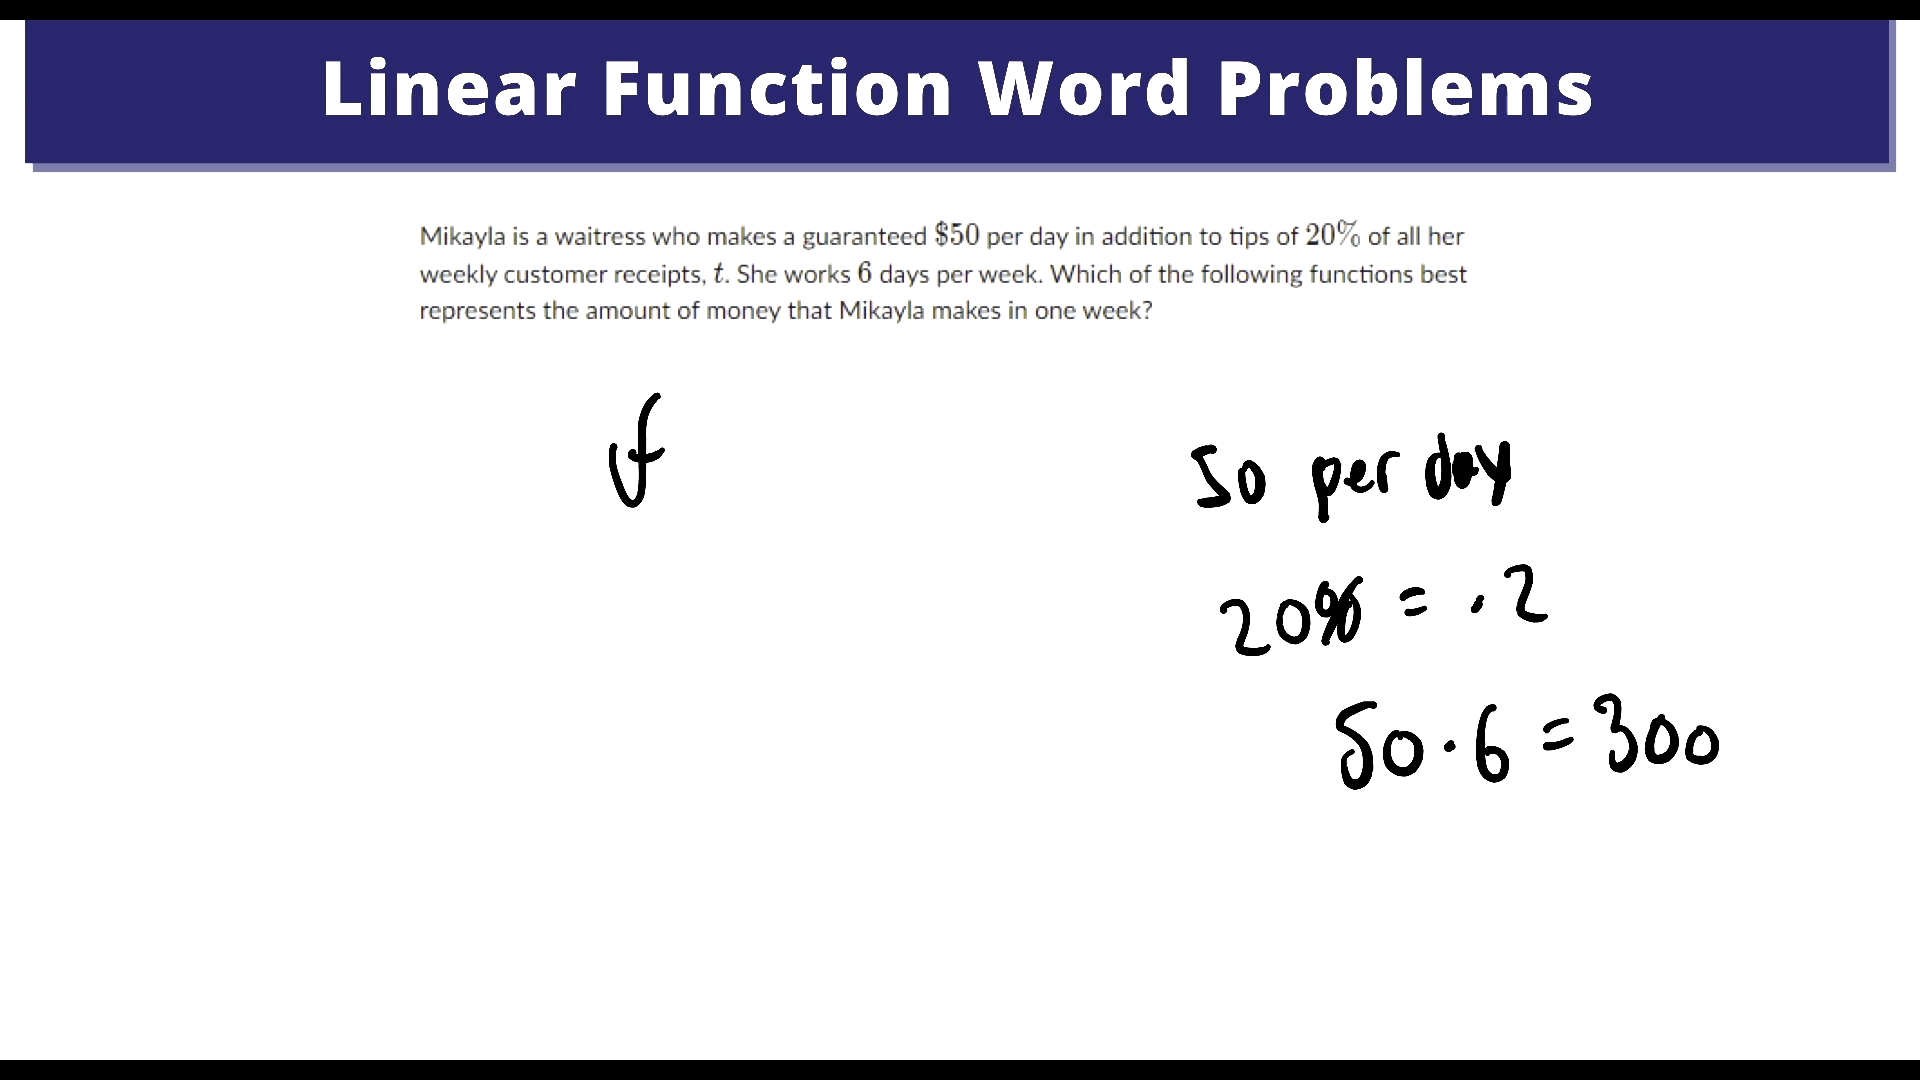 Linear Function Word Problems
Mikayla is a waitress who makes a guaranteed $50 per day in addition to tips of 20% of all her
weekly customer receipts, t. She works 6 days per week. Which of the following functions best
represents the amount of money that Mikayla makes in one week?
f
50 per day
20% = .2
50·6 = 300